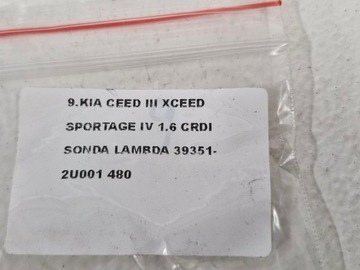 9.KIA CEED III XCEED
SPORTAGE IV 1.6 CRDI
SONDA LAMBDA 39351-
2U001 480